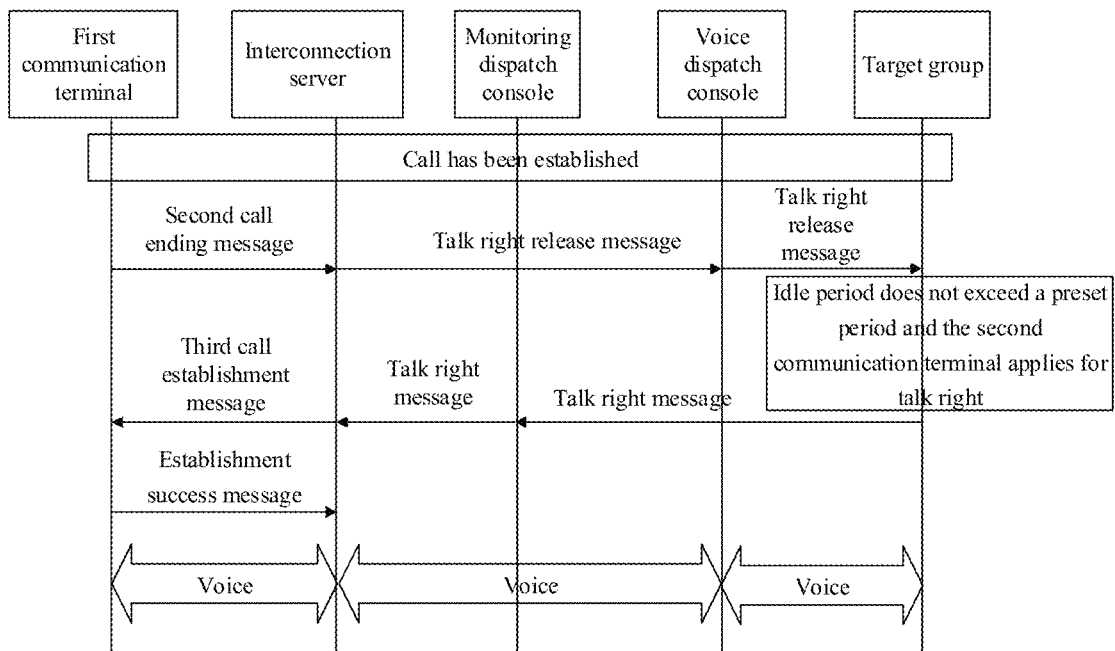 First
communication
terminal
Interconnection
server
Monitoring
dispatch
console
Voice
dispatch
console
Target group
Call has been established
Second call
ending message
Talk right release message
Talk right
release
message
Idle period does not exceed a preset
period and the second
communication terminal applies for
talk right
Third call
establishment
message
Talk right
message
Talk right message
Establishment
success message
Voice
Voice
Voice